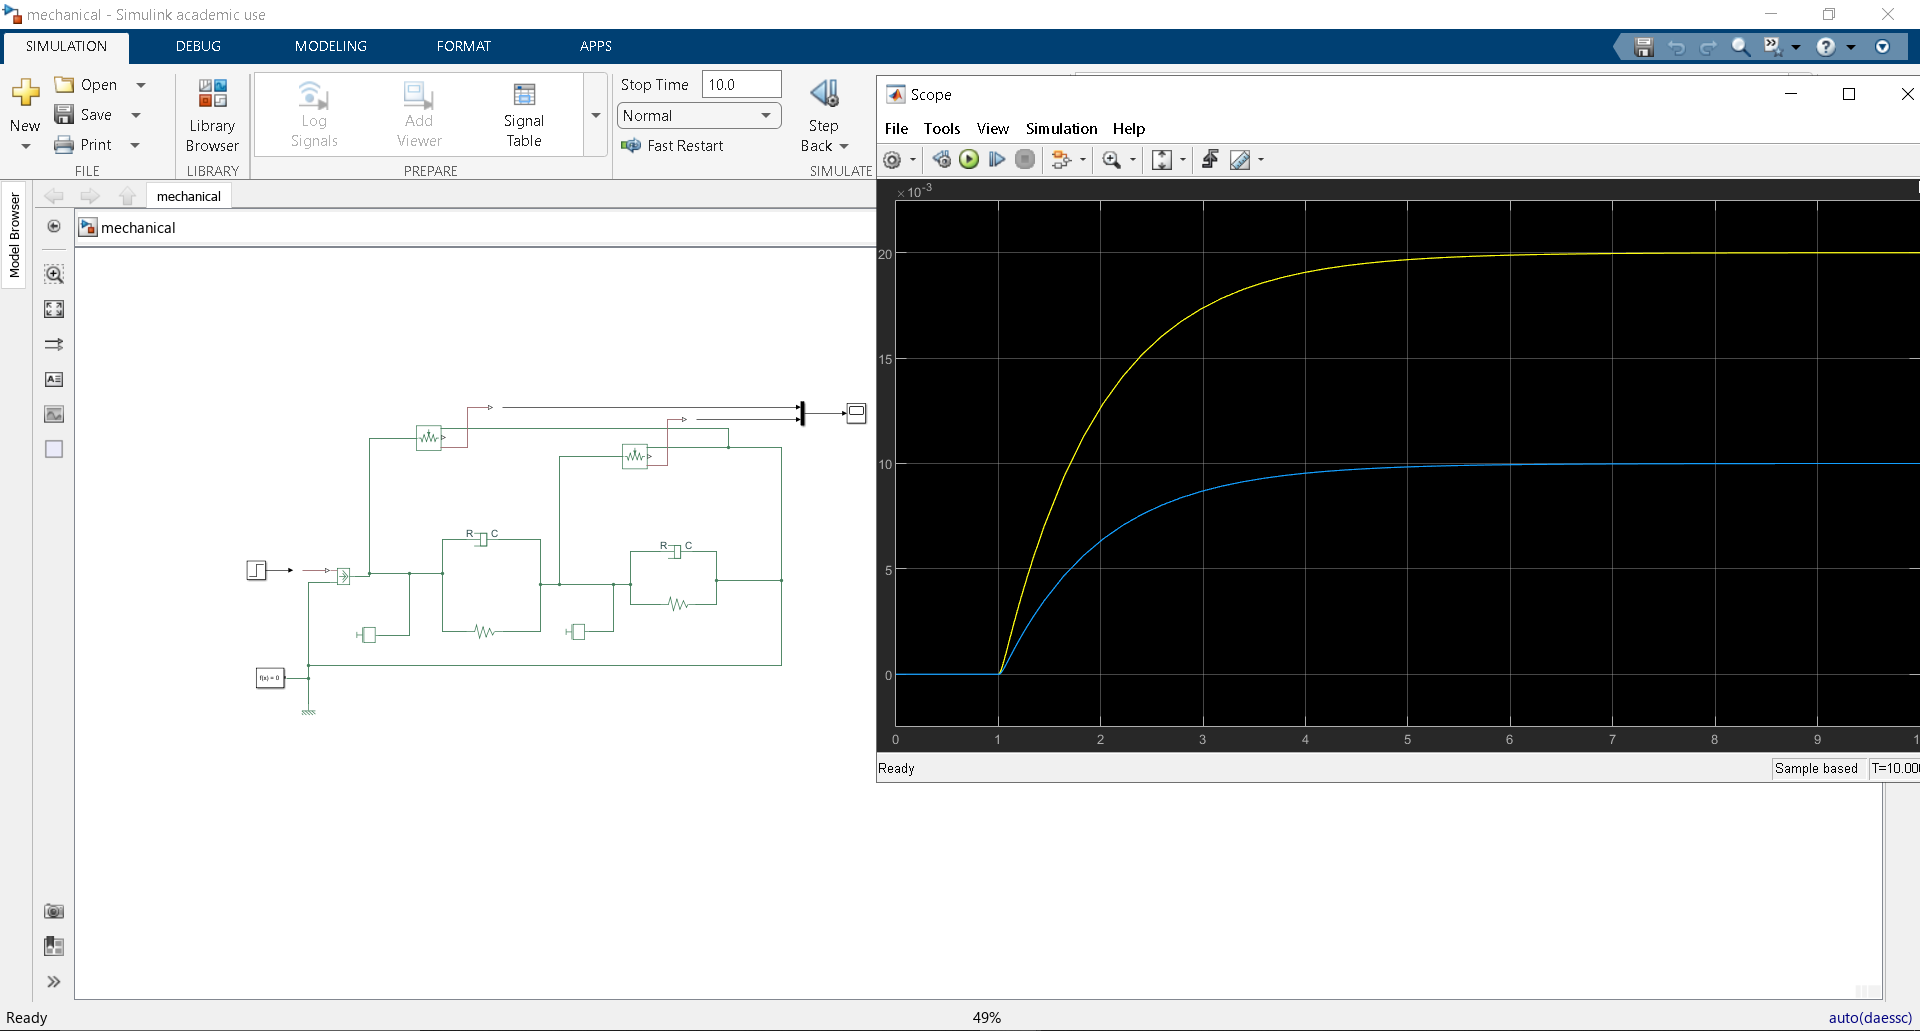 mechanical - Simulink academic use
SIMULATION DEBUG MODELING FORMAT APPS
New
Open
Save
Print
FILE
Library
Browser
LIBRARY
Log
Signals
Add
Viewer
Signal
Table
PREPARE
Stop Time 10.0
Normal
Fast Restart
Step
Back
SIMULATE
Model Browser
mechanical
mechanical
R C
R C
f(x) = 0
Scope
File Tools View Simulation Help
×10-3
20
15
10
5
0
0 1 2 3 4 5 6 7 8 9 1
Ready
Sample based T=10.00
Ready 49% auto(daessc)